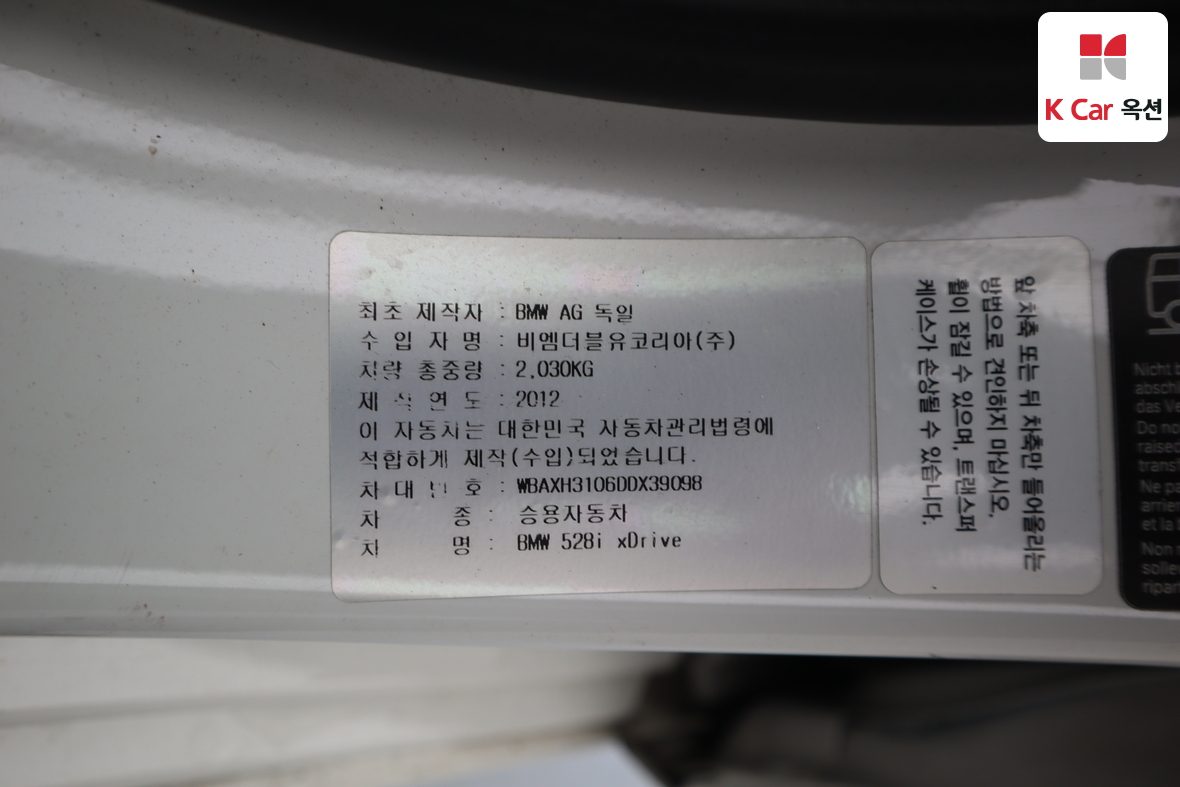 K Car 옥션
최초 제작자 : BMW AG 독일
수 입 자 명 : 비엠더블유코리아(주)
차량 총중량 : 2,030KG
제 작 연 도 : 2012
이 자동차는 대한민국 자동차관리법령에
적합하게 제작(수입)되었습니다.
차 대 번 호 : WBAXH3106DDX39098
차 종 : 승용자동차
차 명 : BMW 528i xDrive
앞 차축 또는 뒤 차축만 들어올리는
방법으로 견인하지 마십시오.
휠이 잠길 수 있으며, 트랜스퍼
케이스가 손상될 수 있습니다.
Nicht
das
Do
Ne
et la
Non